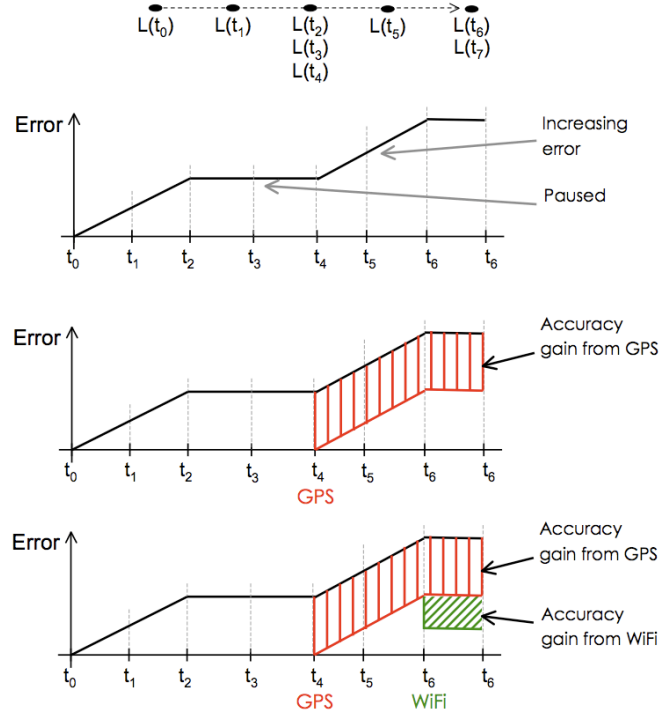 L(t0) L(t1) L(t2) L(t5) L(t6)
L(t3) L(t7)
L(t4)
Error
Increasing
error
Paused
t0 t1 t2 t3 t4 t5 t6 t6
Error
Accuracy
gain from GPS
t0 t1 t2 t3 t4 t5 t6 t6
GPS
Error
Accuracy
gain from GPS
Accuracy
gain from WiFi
t0 t1 t2 t3 t4 t5 t6 t6
GPS WiFi